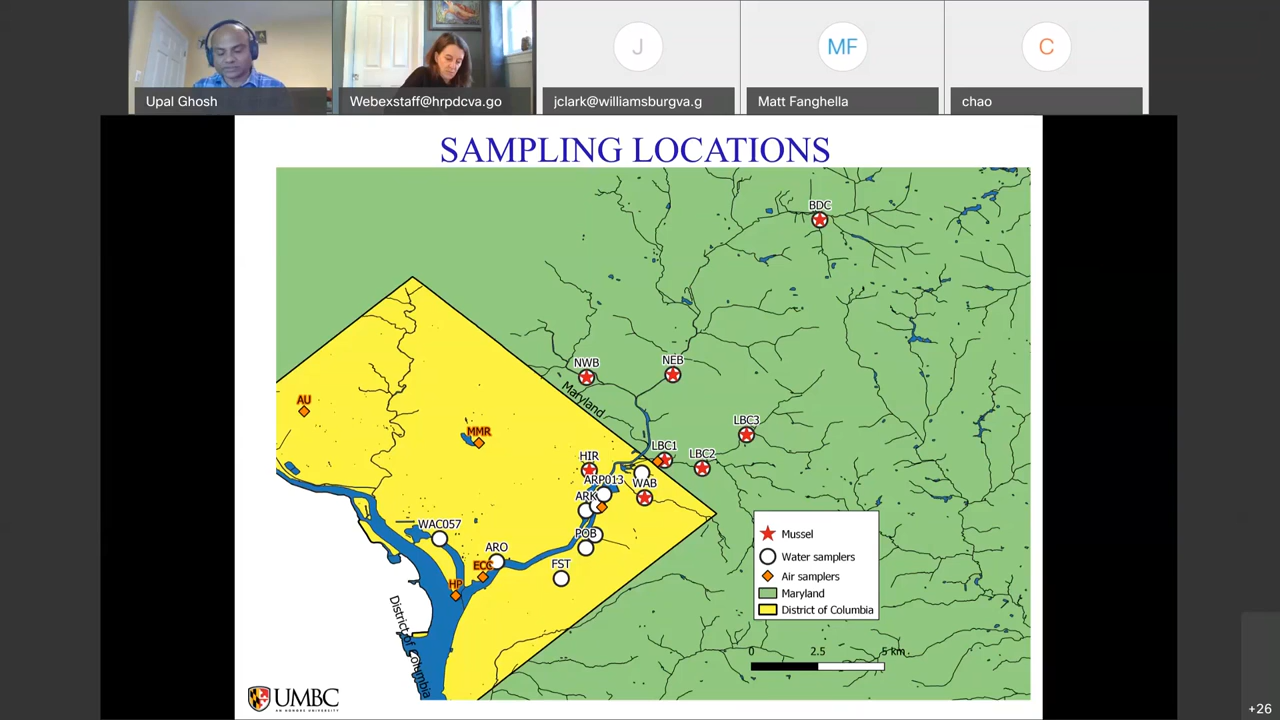 J
MF
C
Upal Ghosh
Webexstaff@hrpdcva.go
jclark@williamsburgva.g
Matt Fanghella
chao
SAMPLING LOCATIONS
BDC
NWB
NEB
Maryland
AU
MMR
LBC3
LBC1
LBC2
HIR
ARP013
WAB
ARK
WAC057
POB
ARO
ECC
FST
HP
District of Columbia
Mussel
Water samplers
Air samplers
Maryland
District of Columbia
0 2.5 5 km
UMBC
+26